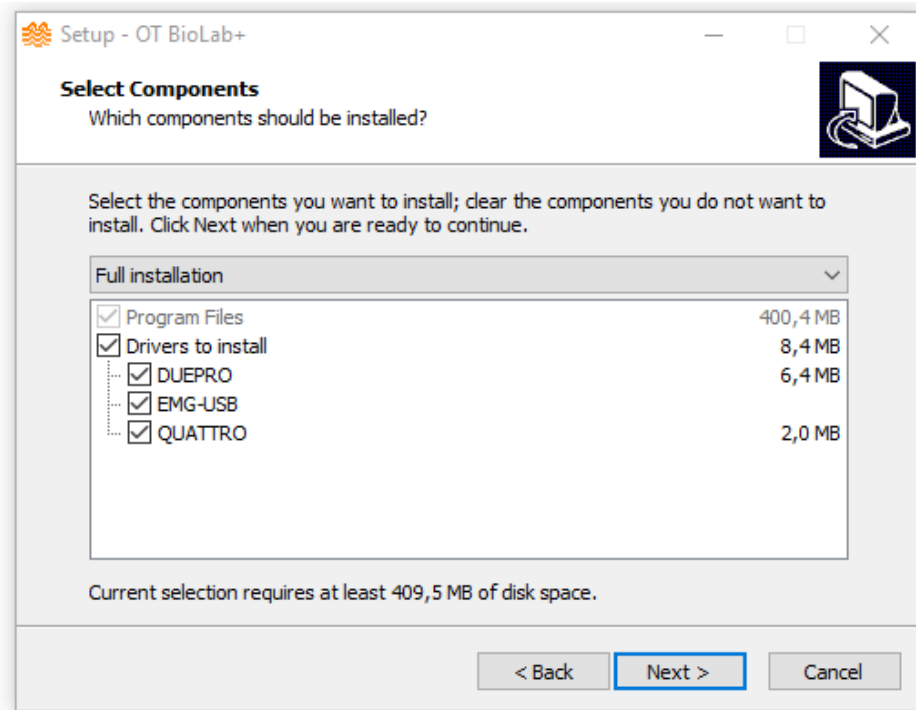 Setup - OT BioLab+
Select Components
Which components should be installed?
Select the components you want to install; clear the components you do not want to
install. Click Next when you are ready to continue.
Full installation
Program Files 400,4 MB
Drivers to install 8,4 MB
DUEPRO 6,4 MB
EMG-USB
QUATTRO 2,0 MB
Current selection requires at least 409,5 MB of disk space.
< Back Next > Cancel